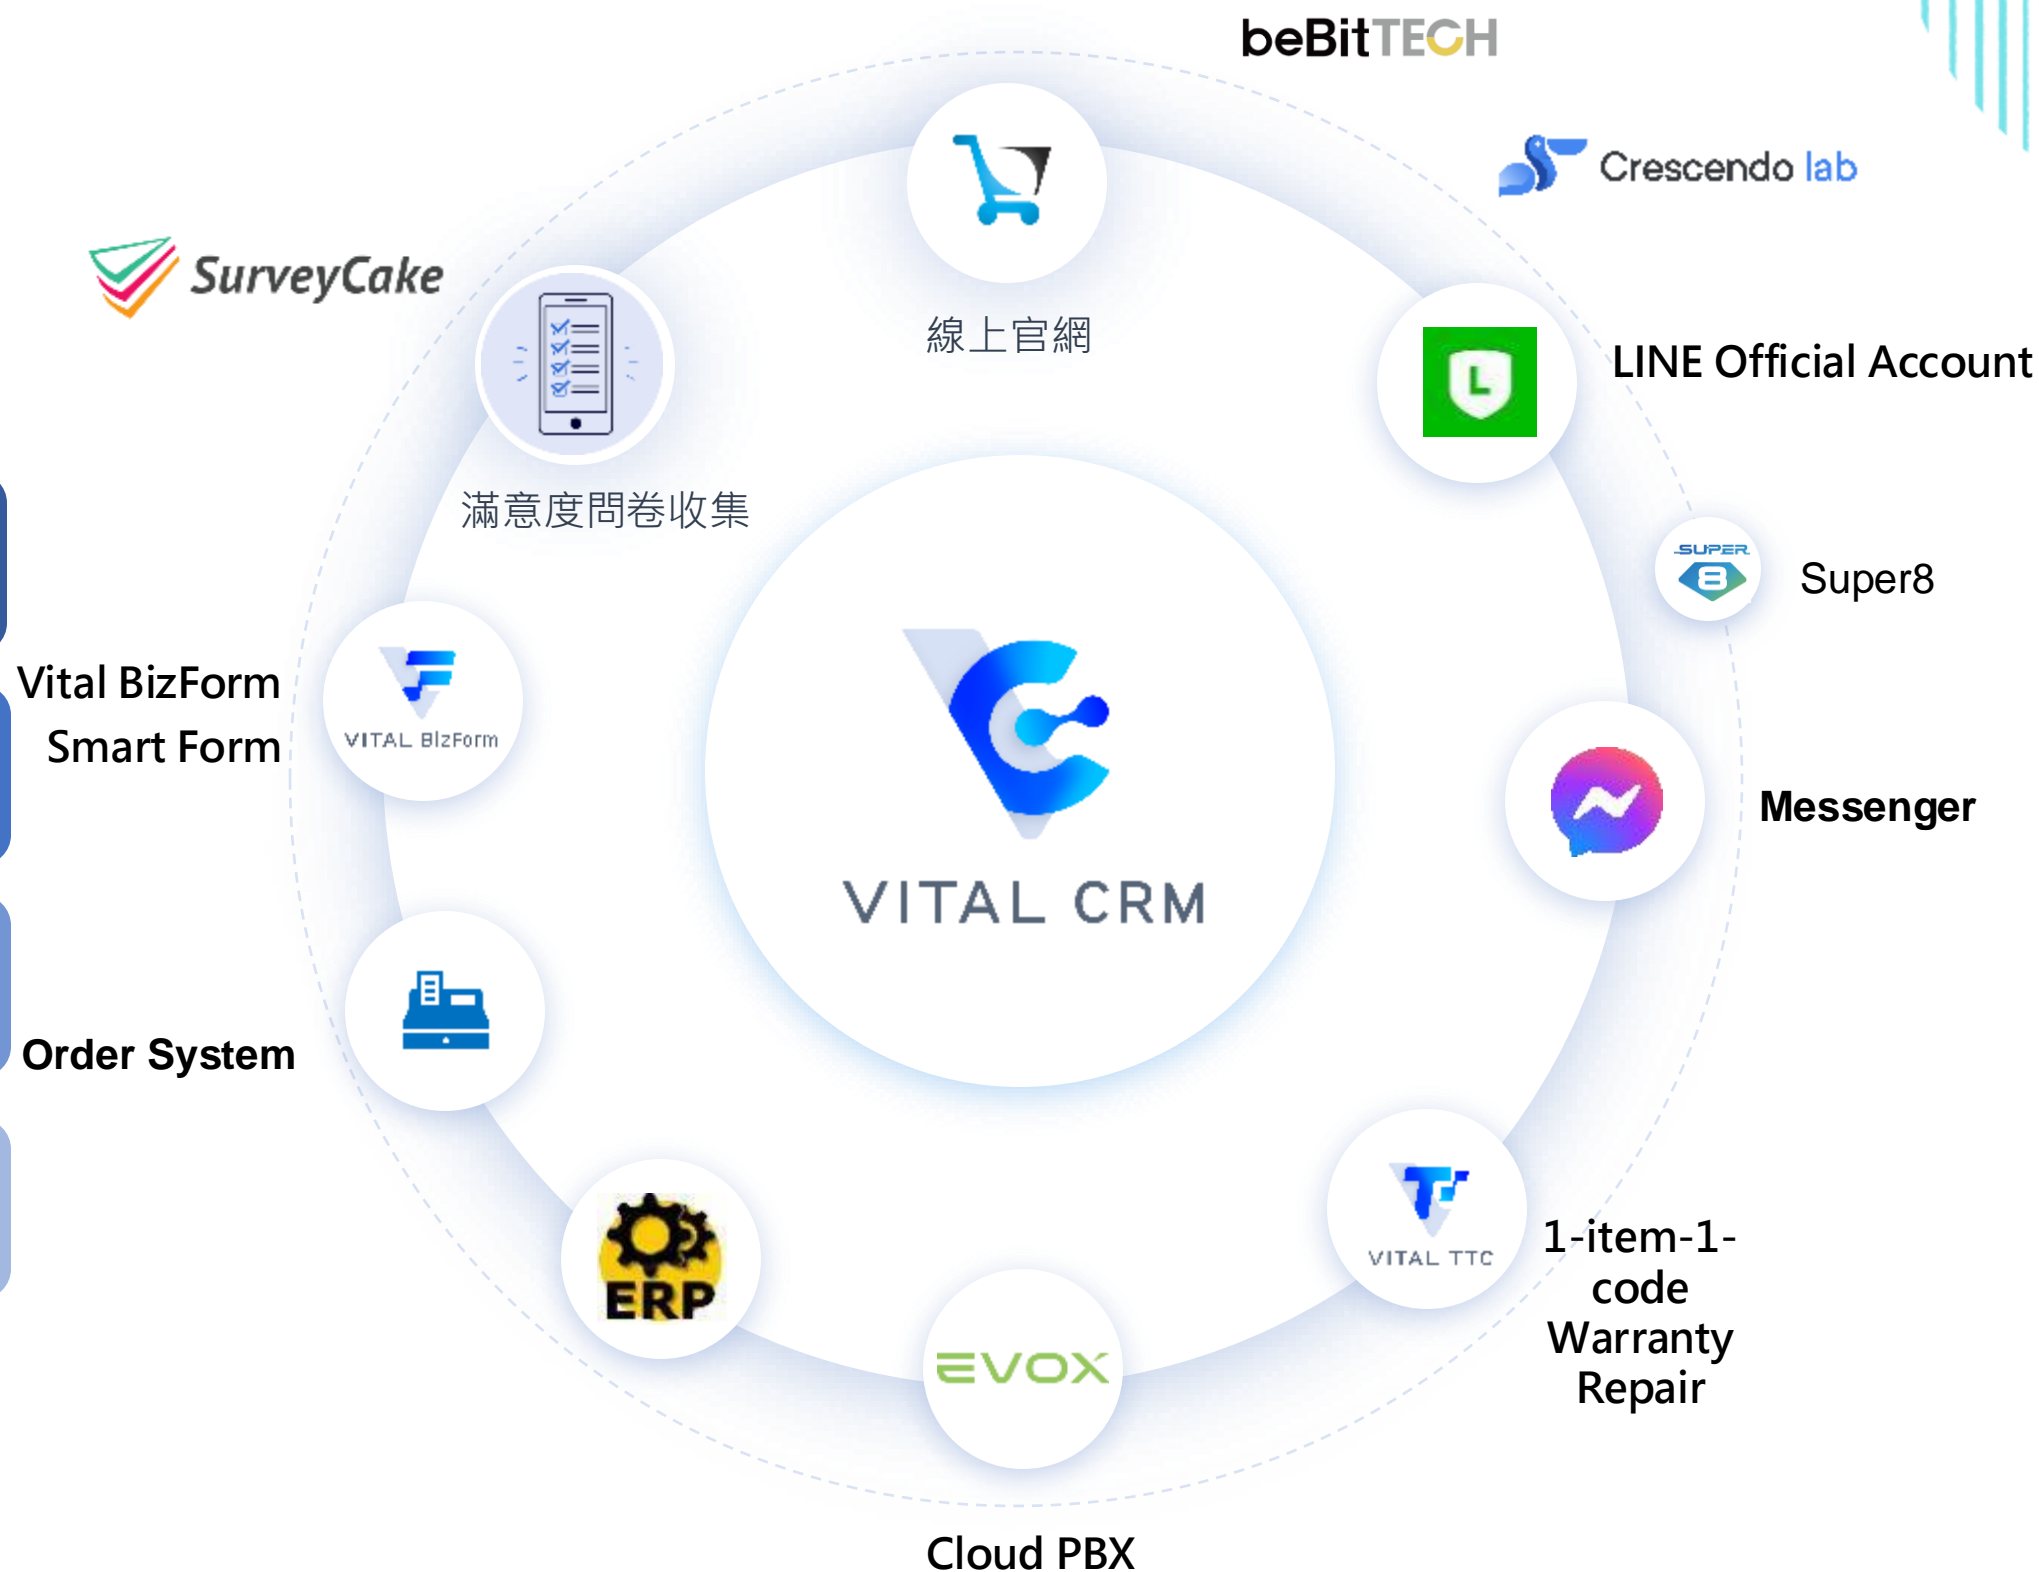 beBitTECH
Crescendo lab
SurveyCake
線上官網
LINE Official Account
L
滿意度問卷收集
SUPER
8
Super8
Vital BizForm
Smart Form
VITAL BIzForm
Messenger
VITAL CRM
Order System
ERP
VITAL TTC
1-item-1-
code
Warranty
Repair
EVOX
Cloud PBX